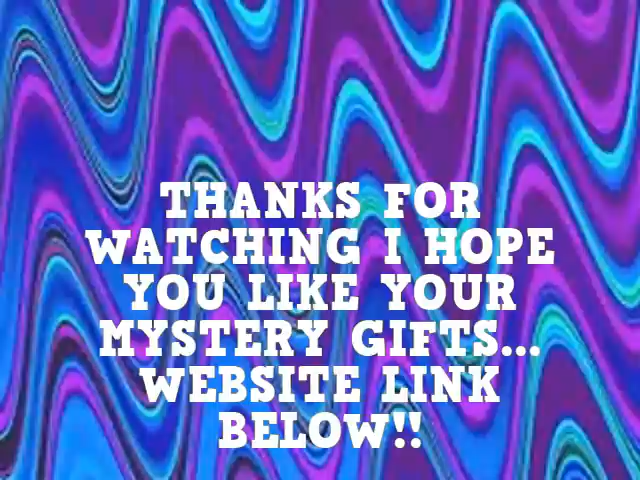 THANKS FOR
WATCHING I HOPE
YOU LIKE YOUR
MYSTERY GIFTS...
WEBSITE LINK
BELOW!!